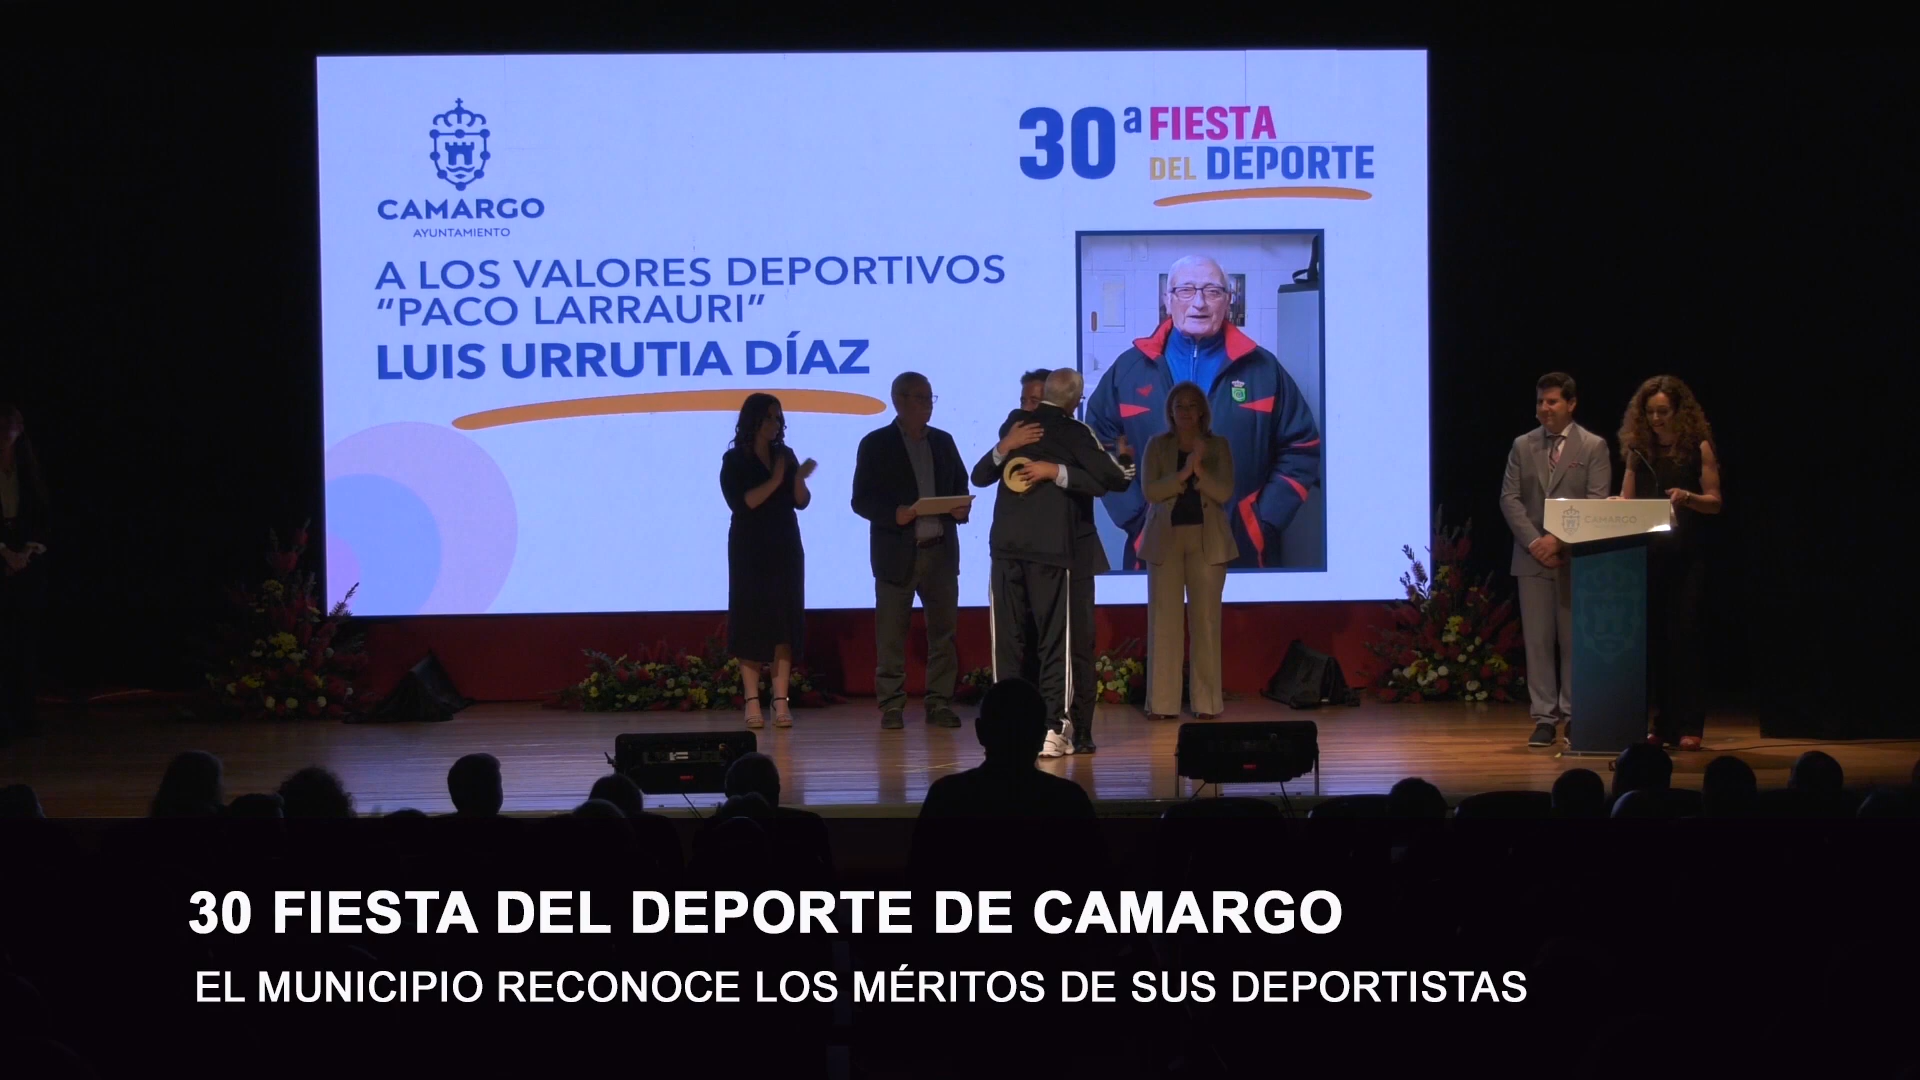 CAMARGO
AYUNTAMIENTO
30ª FIESTA
DEL DEPORTE
A LOS VALORES DEPORTIVOS
“PACO LARRAURI”
LUIS URRUTIA DÍAZ
CAMARGO
30 FIESTA DEL DEPORTE DE CAMARGO
EL MUNICIPIO RECONOCE LOS MÉRITOS DE SUS DEPORTISTAS